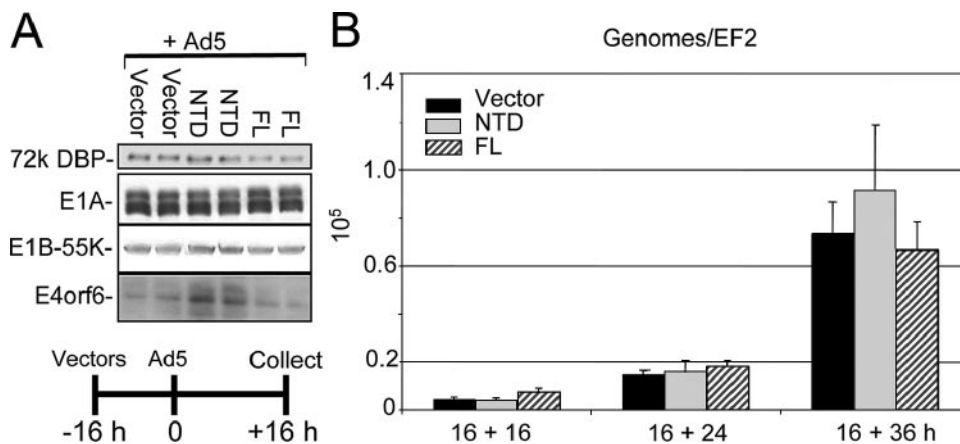 A
+ Ad5
Vector
Vector
NTD
NTD
FL
FL
72k DBP-
E1A-
E1B-55K-
E4orf6-
Vectors Ad5 Collect
-16 h 0 +16 h
B
Genomes/EF2
1.4
1.0
0.6
0.2
0
10⁵
Vector
NTD
FL
16 + 16 16 + 24 16 + 36 h